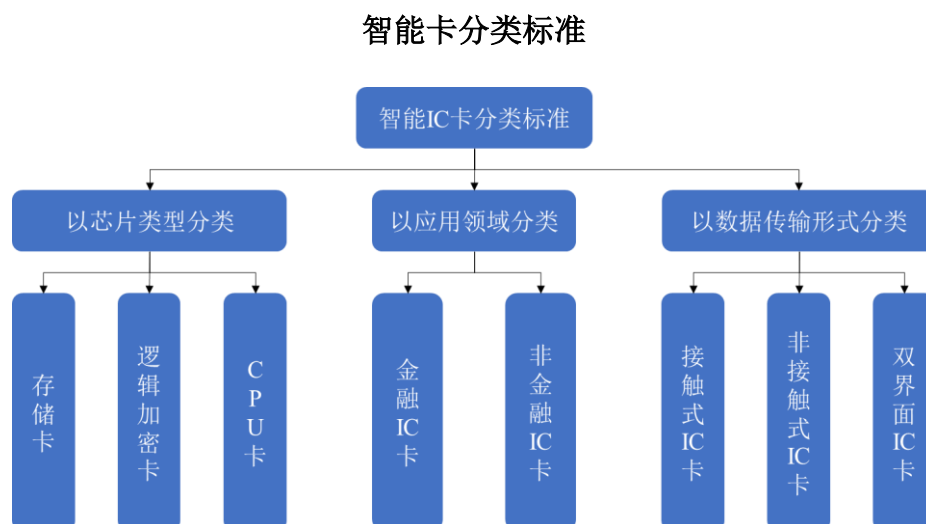 智能卡分类标准
智能IC卡分类标准
以芯片类型分类
以应用领域分类
以数据传输形式分类
存储卡
逻辑加密卡
CPU卡
金融IC卡
非金融IC卡
接触式IC卡
非接触式IC卡
双界面IC卡